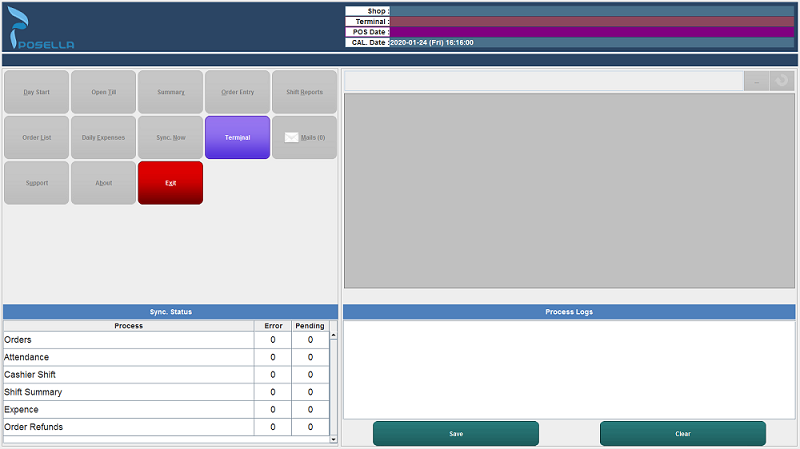 POSELLA
Shop :
Terminal :
POS Date :
CAL. Date : 2020-01-24 (Fri) 16:16:00
Day Start Open Till Summary Order Entry Shift Reports
...
Order List Daily Expenses Sync. Now Terminal Mails (0)
Support About Exit
Sync. Status
Process Error Pending
Orders 0 0
Attendance 0 0
Cashier Shift 0 0
Shift Summary 0 0
Expence 0 0
Order Refunds 0 0
Process Logs
Save Clear